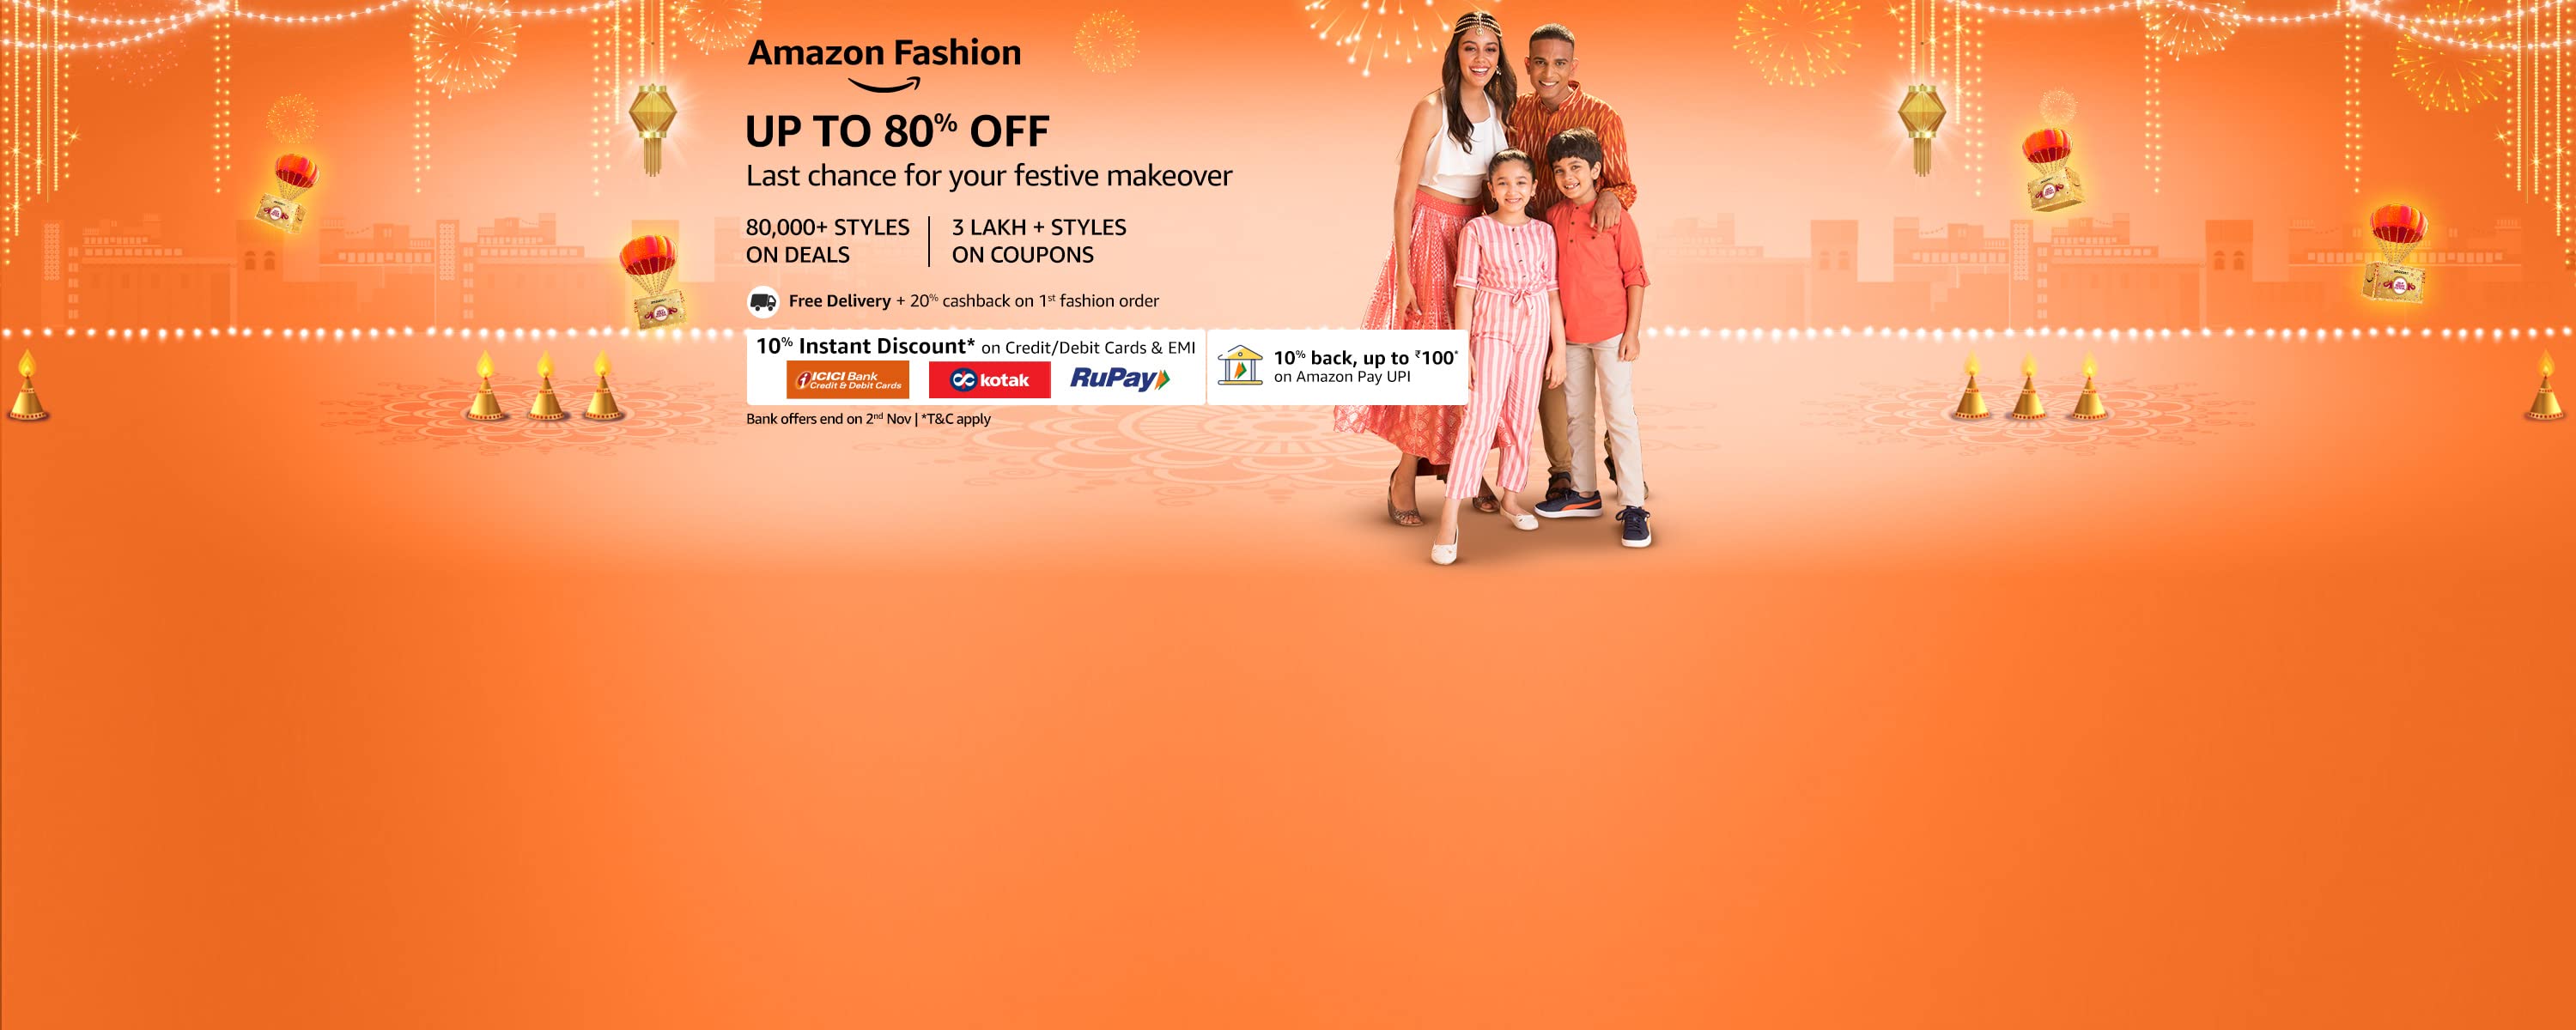 Amazon Fashion
UP TO 80% OFF
Last chance for your festive makeover
80,000+ STYLES
ON DEALS
3 LAKH + STYLES
ON COUPONS
Free Delivery + 20% cashback on 1st fashion order
10% Instant Discount* on Credit/Debit Cards & EMI
ICICI Bank
Credit & Debit Cards
kotak
RuPay
10% back, up to ₹100*
on Amazon Pay UPI
Bank offers end on 2nd Nov | *T&C apply